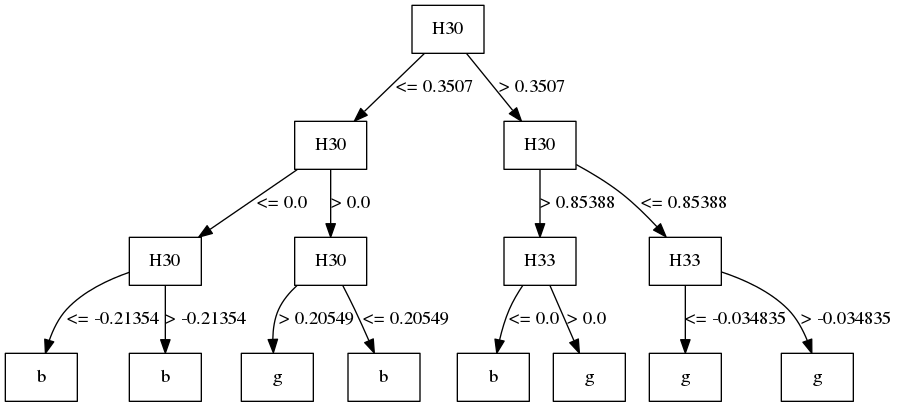 H30
<= 0.3507
> 0.3507
H30
H30
<= 0.0
> 0.0
> 0.85388
<= 0.85388
H30
H30
H33
H33
<= -0.21354
> -0.21354
> 0.20549
<= 0.20549
<= 0.0
> 0.0
<= -0.034835
> -0.034835
b
b
g
b
b
g
g
g